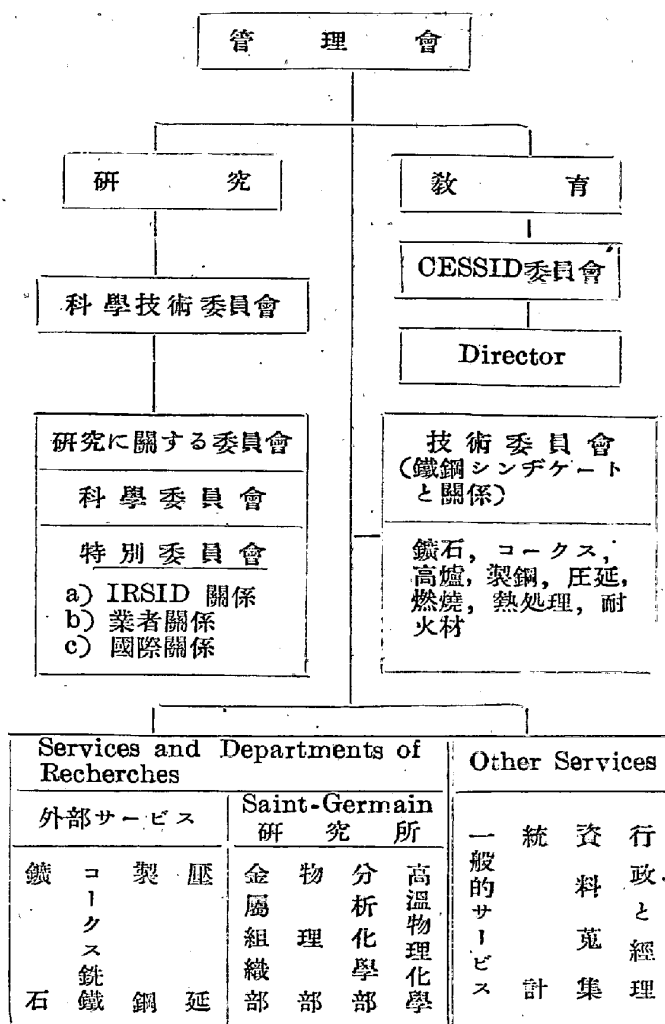 管理會
研究
教育
CESSID委員會
科學技術委員會
Director
研究に關する委員會
科學委員會
特別委員會
a) IRSID 關係
b) 業者關係
c) 國際關係
技術委員會
(鐵鋼シンヂケート
と關係)
鑛石, コークス,
高爐, 製鋼, 圧延,
燃燒, 熱処理, 耐
火材
Services and Departments of
Recherches
外部サービス
鑛石
コークス銑鐵
製鋼
壓延
Saint-Germain
研究所
金屬組織部
物理部
分析化學部
高溫物理化學
Other Services
一般的サービス
統計
資料蒐集
行政と經理